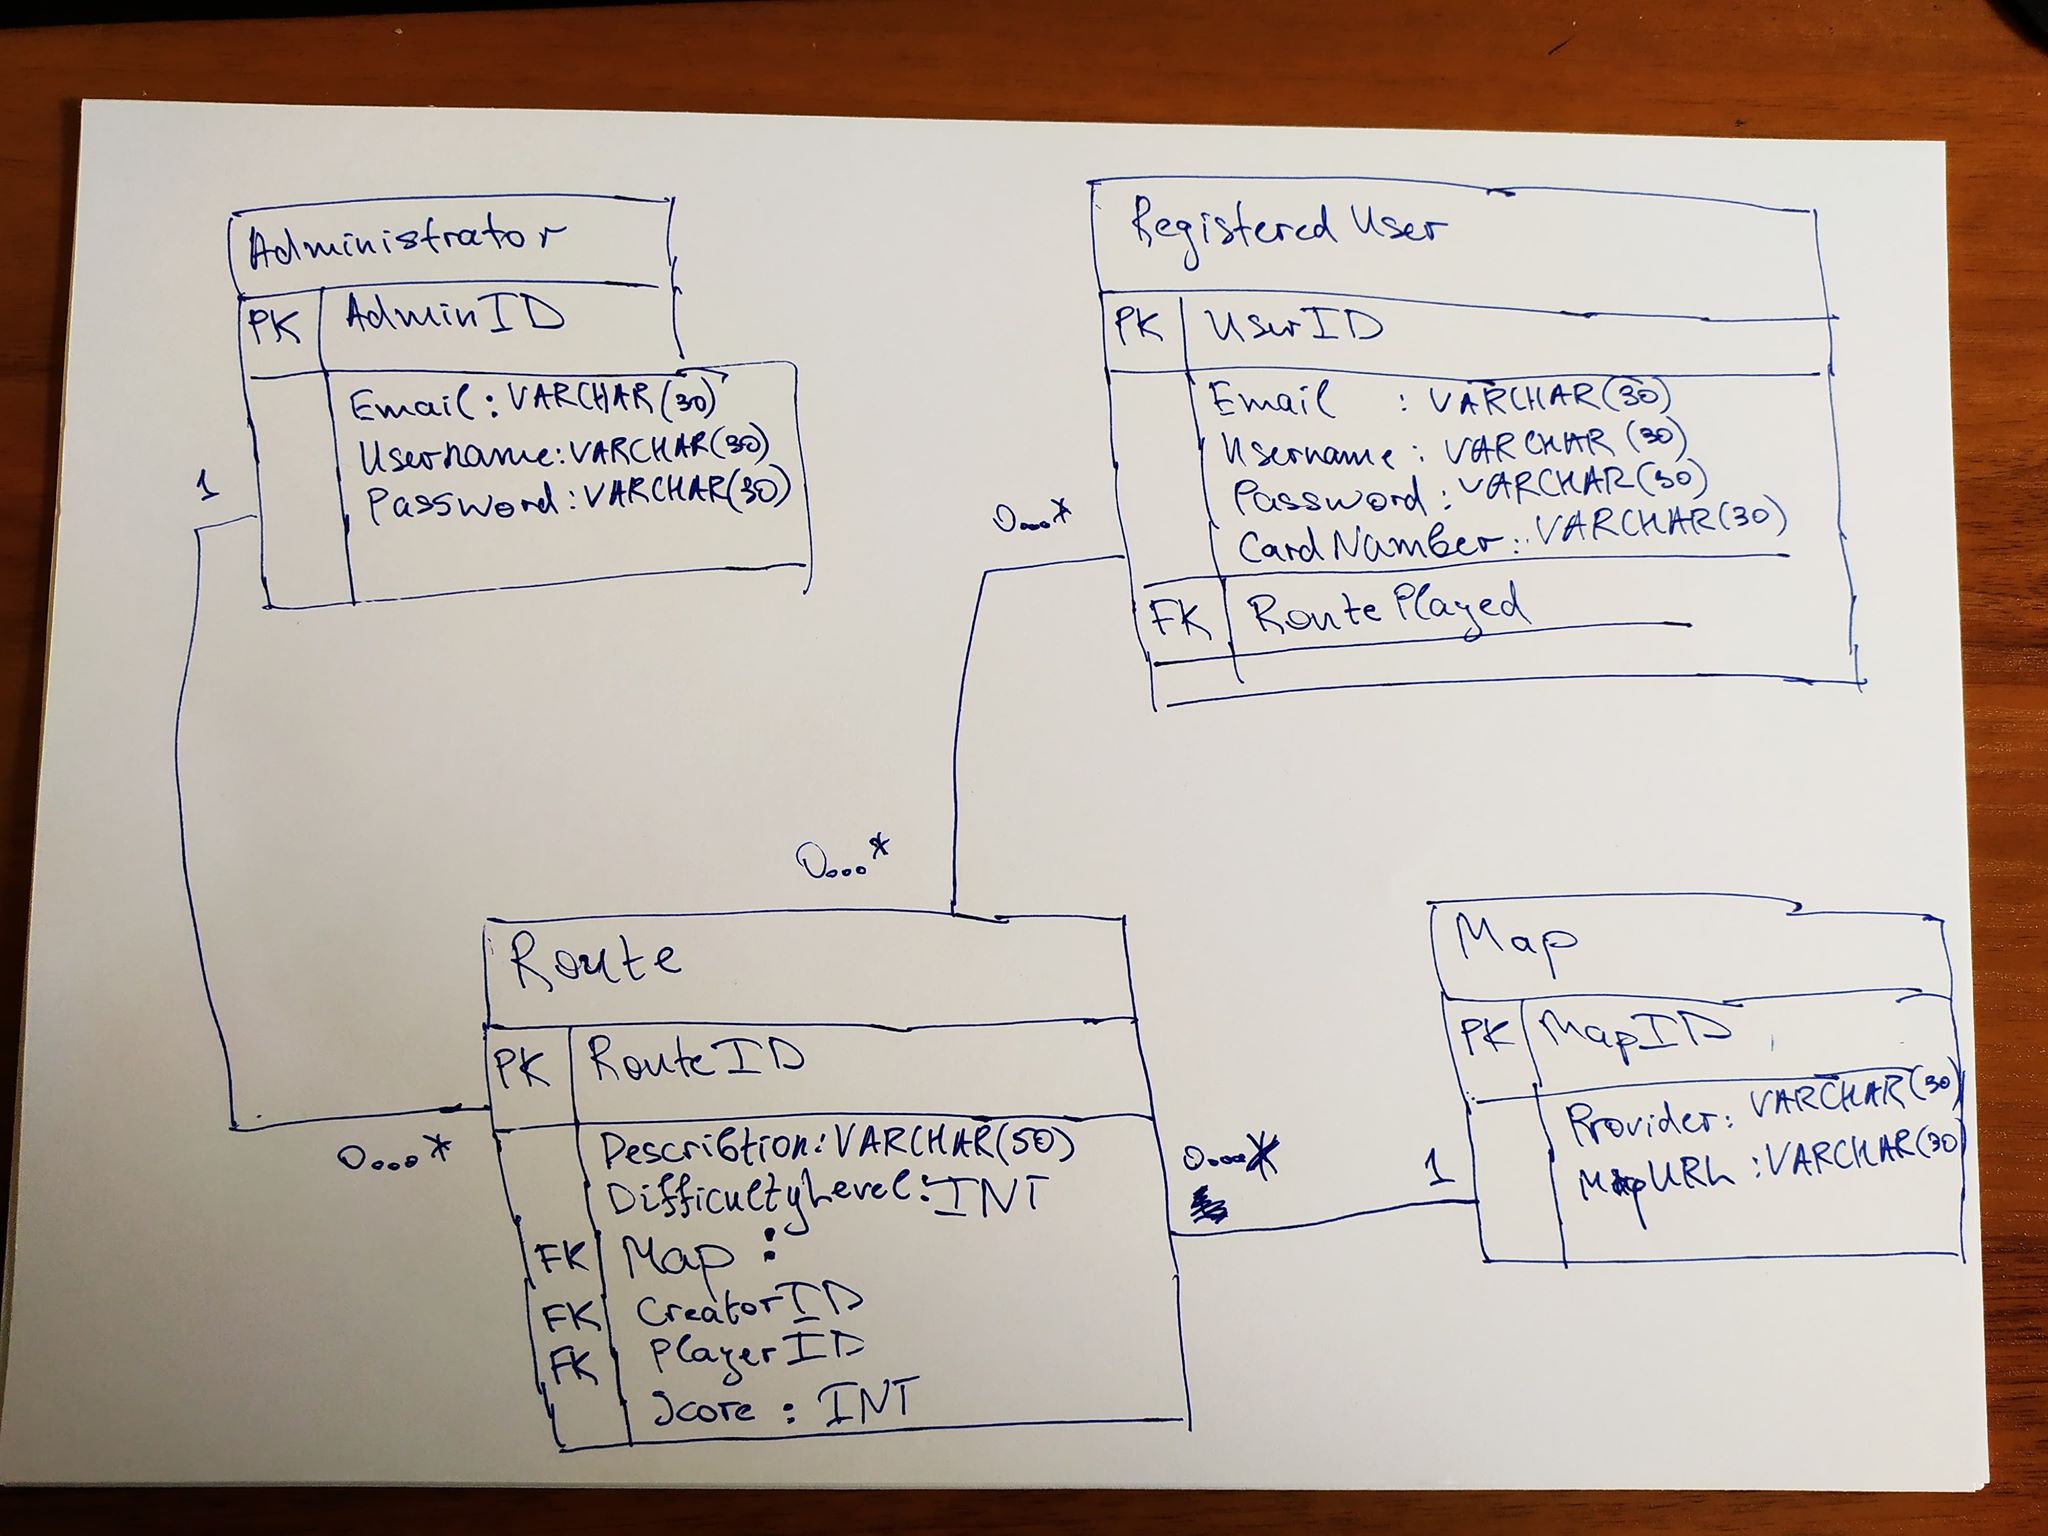 Administrator
PK AdminID
Email: VARCHAR(30)
Username: VARCHAR(30)
Password: VARCHAR(30)
1
Registered User
PK UserID
Email : VARCHAR(30)
Username: VARCHAR(30)
Password: VARCHAR(30)
CardNumber: VARCHAR(30)
FK RoutePlayed
0...*
0...*
Route
PK RouteID
Describtion: VARCHAR(50)
DifficultyLevel: INT
FK Map :
FK CreatorID
FK PlayerID
Score : INT
0...*
0...*
1
Map
PK MapID
Provider: VARCHAR(30)
MapURL : VARCHAR(30)